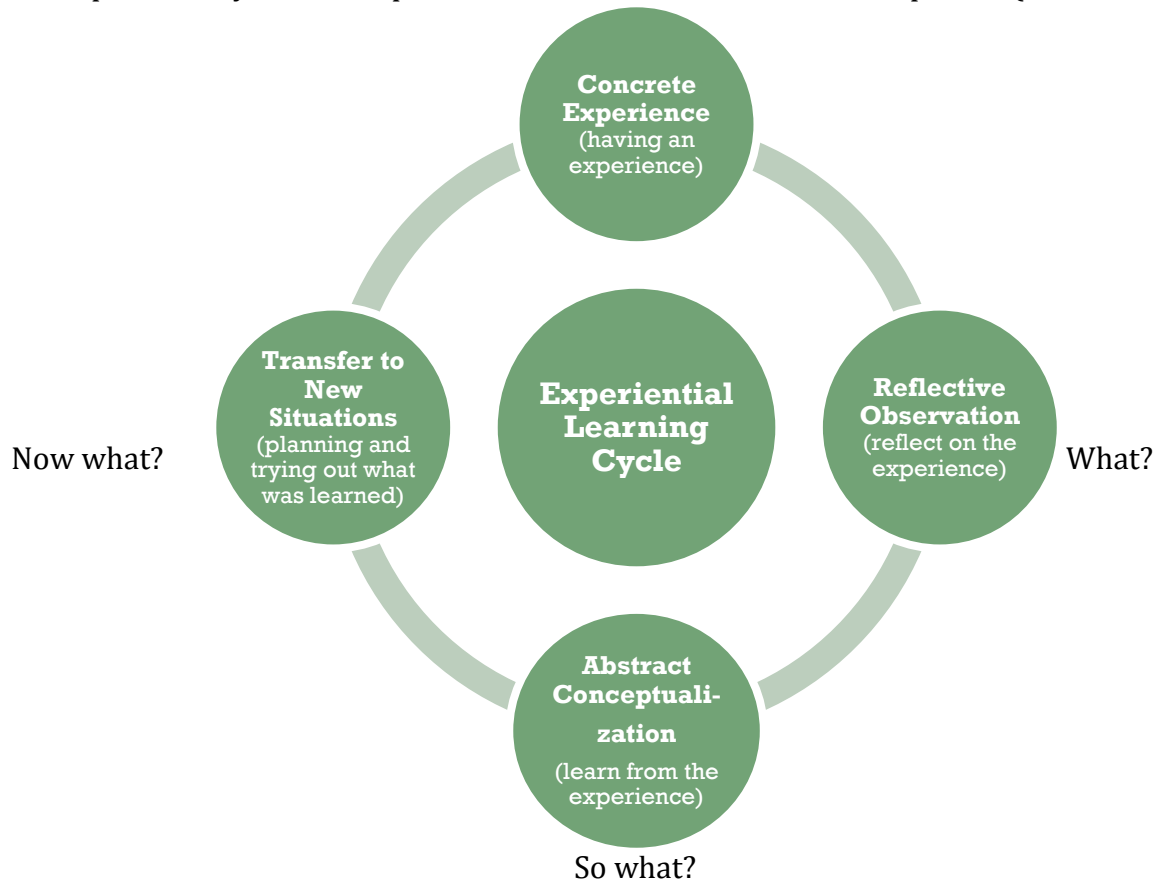 Concrete
Experience
(having an
experience)
Transfer to
New
Situations
(planning and
trying out what
was learned)
Experiential
Learning
Cycle
Reflective
Observation
(reflect on the
experience)
Now what?
What?
Abstract
Conceptuali-
zation
(learn from the
experience)
So what?